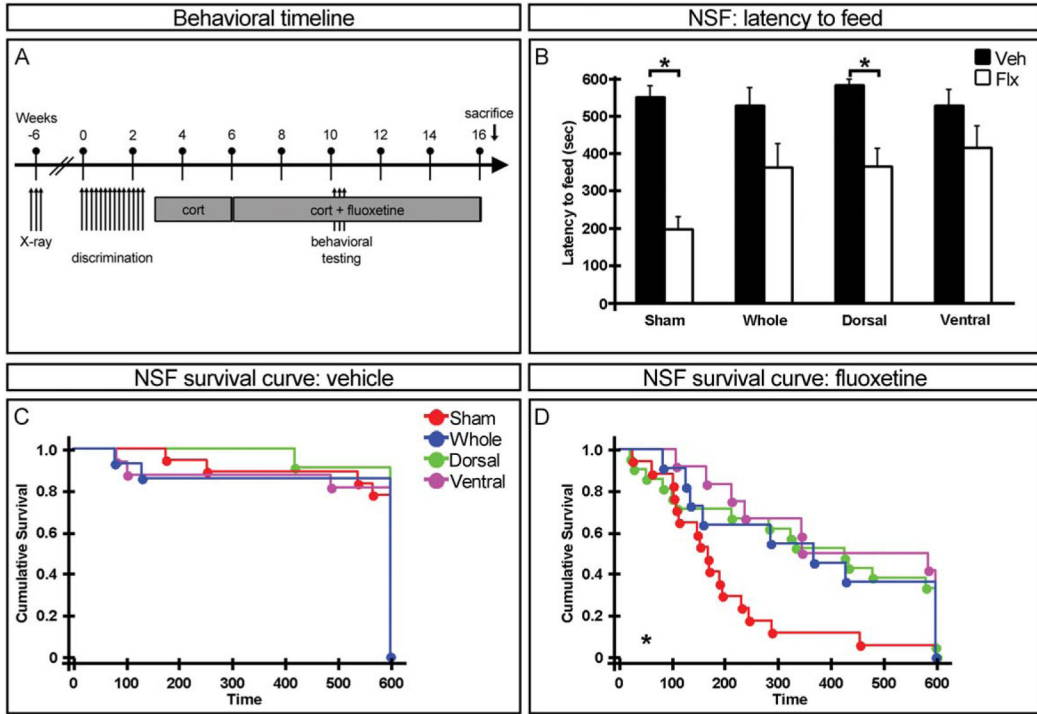 Behavioral timeline
NSF: latency to feed
A
Weeks
-6 0 2 4 6 8 10 12 14 16
sacrifice
X-ray
discrimination
cort
cort + fluoxetine
behavioral
testing
B
Veh
Flx
*
*
Latency to feed (sec)
600
500
400
300
200
100
0
Sham Whole Dorsal Ventral
NSF survival curve: vehicle
NSF survival curve: fluoxetine
C
Sham
Whole
Dorsal
Ventral
Cumulative Survival
1.0
0.8
0.6
0.4
0.2
0
0 100 200 300 400 500 600
Time
D
Cumulative Survival
1.0
0.8
0.6
0.4
0.2
0
*
0 100 200 300 400 500 600
Time